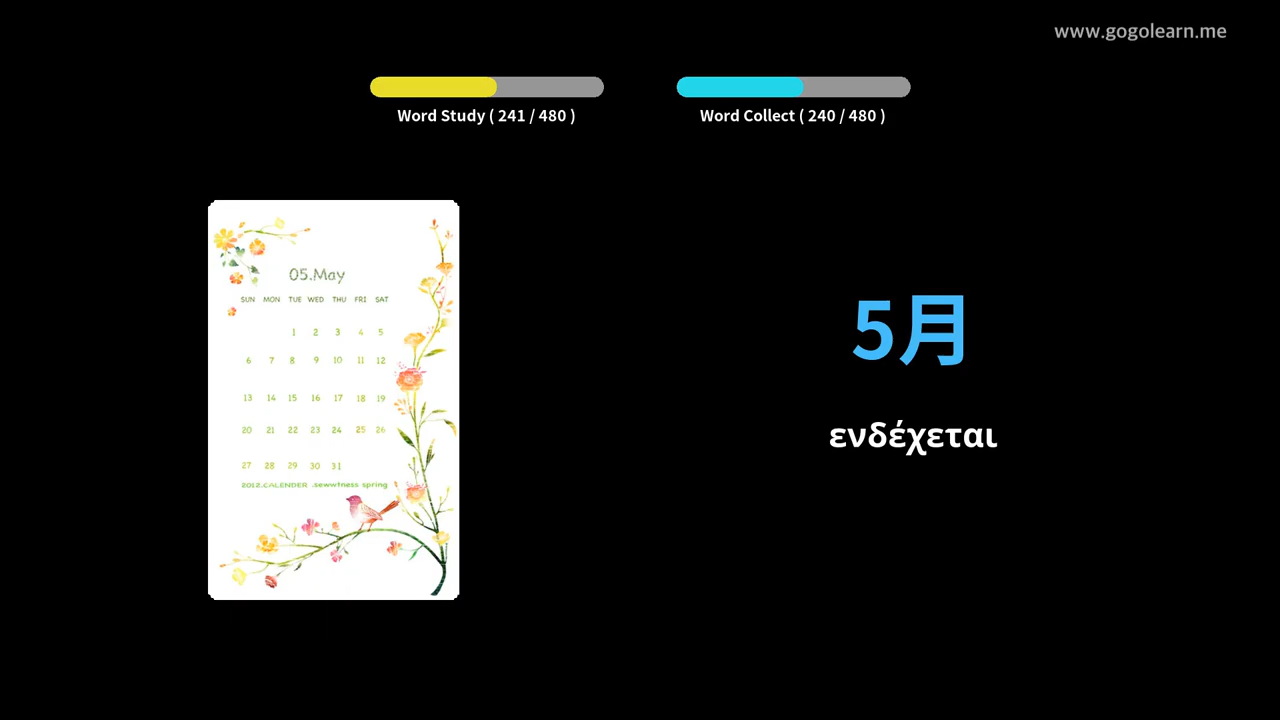 www.gogolearn.me
Word Study ( 241 / 480 )
Word Collect ( 240 / 480 )
05.May
SUN MON TUE WED THU FRI SAT
1 2 3 4 5
6 7 8 9 10 11 12
13 14 15 16 17 18 19
20 21 22 23 24 25 26
27 28 29 30 31
2012.CALENDER .sewwtness spring
5月
ενδέχεται